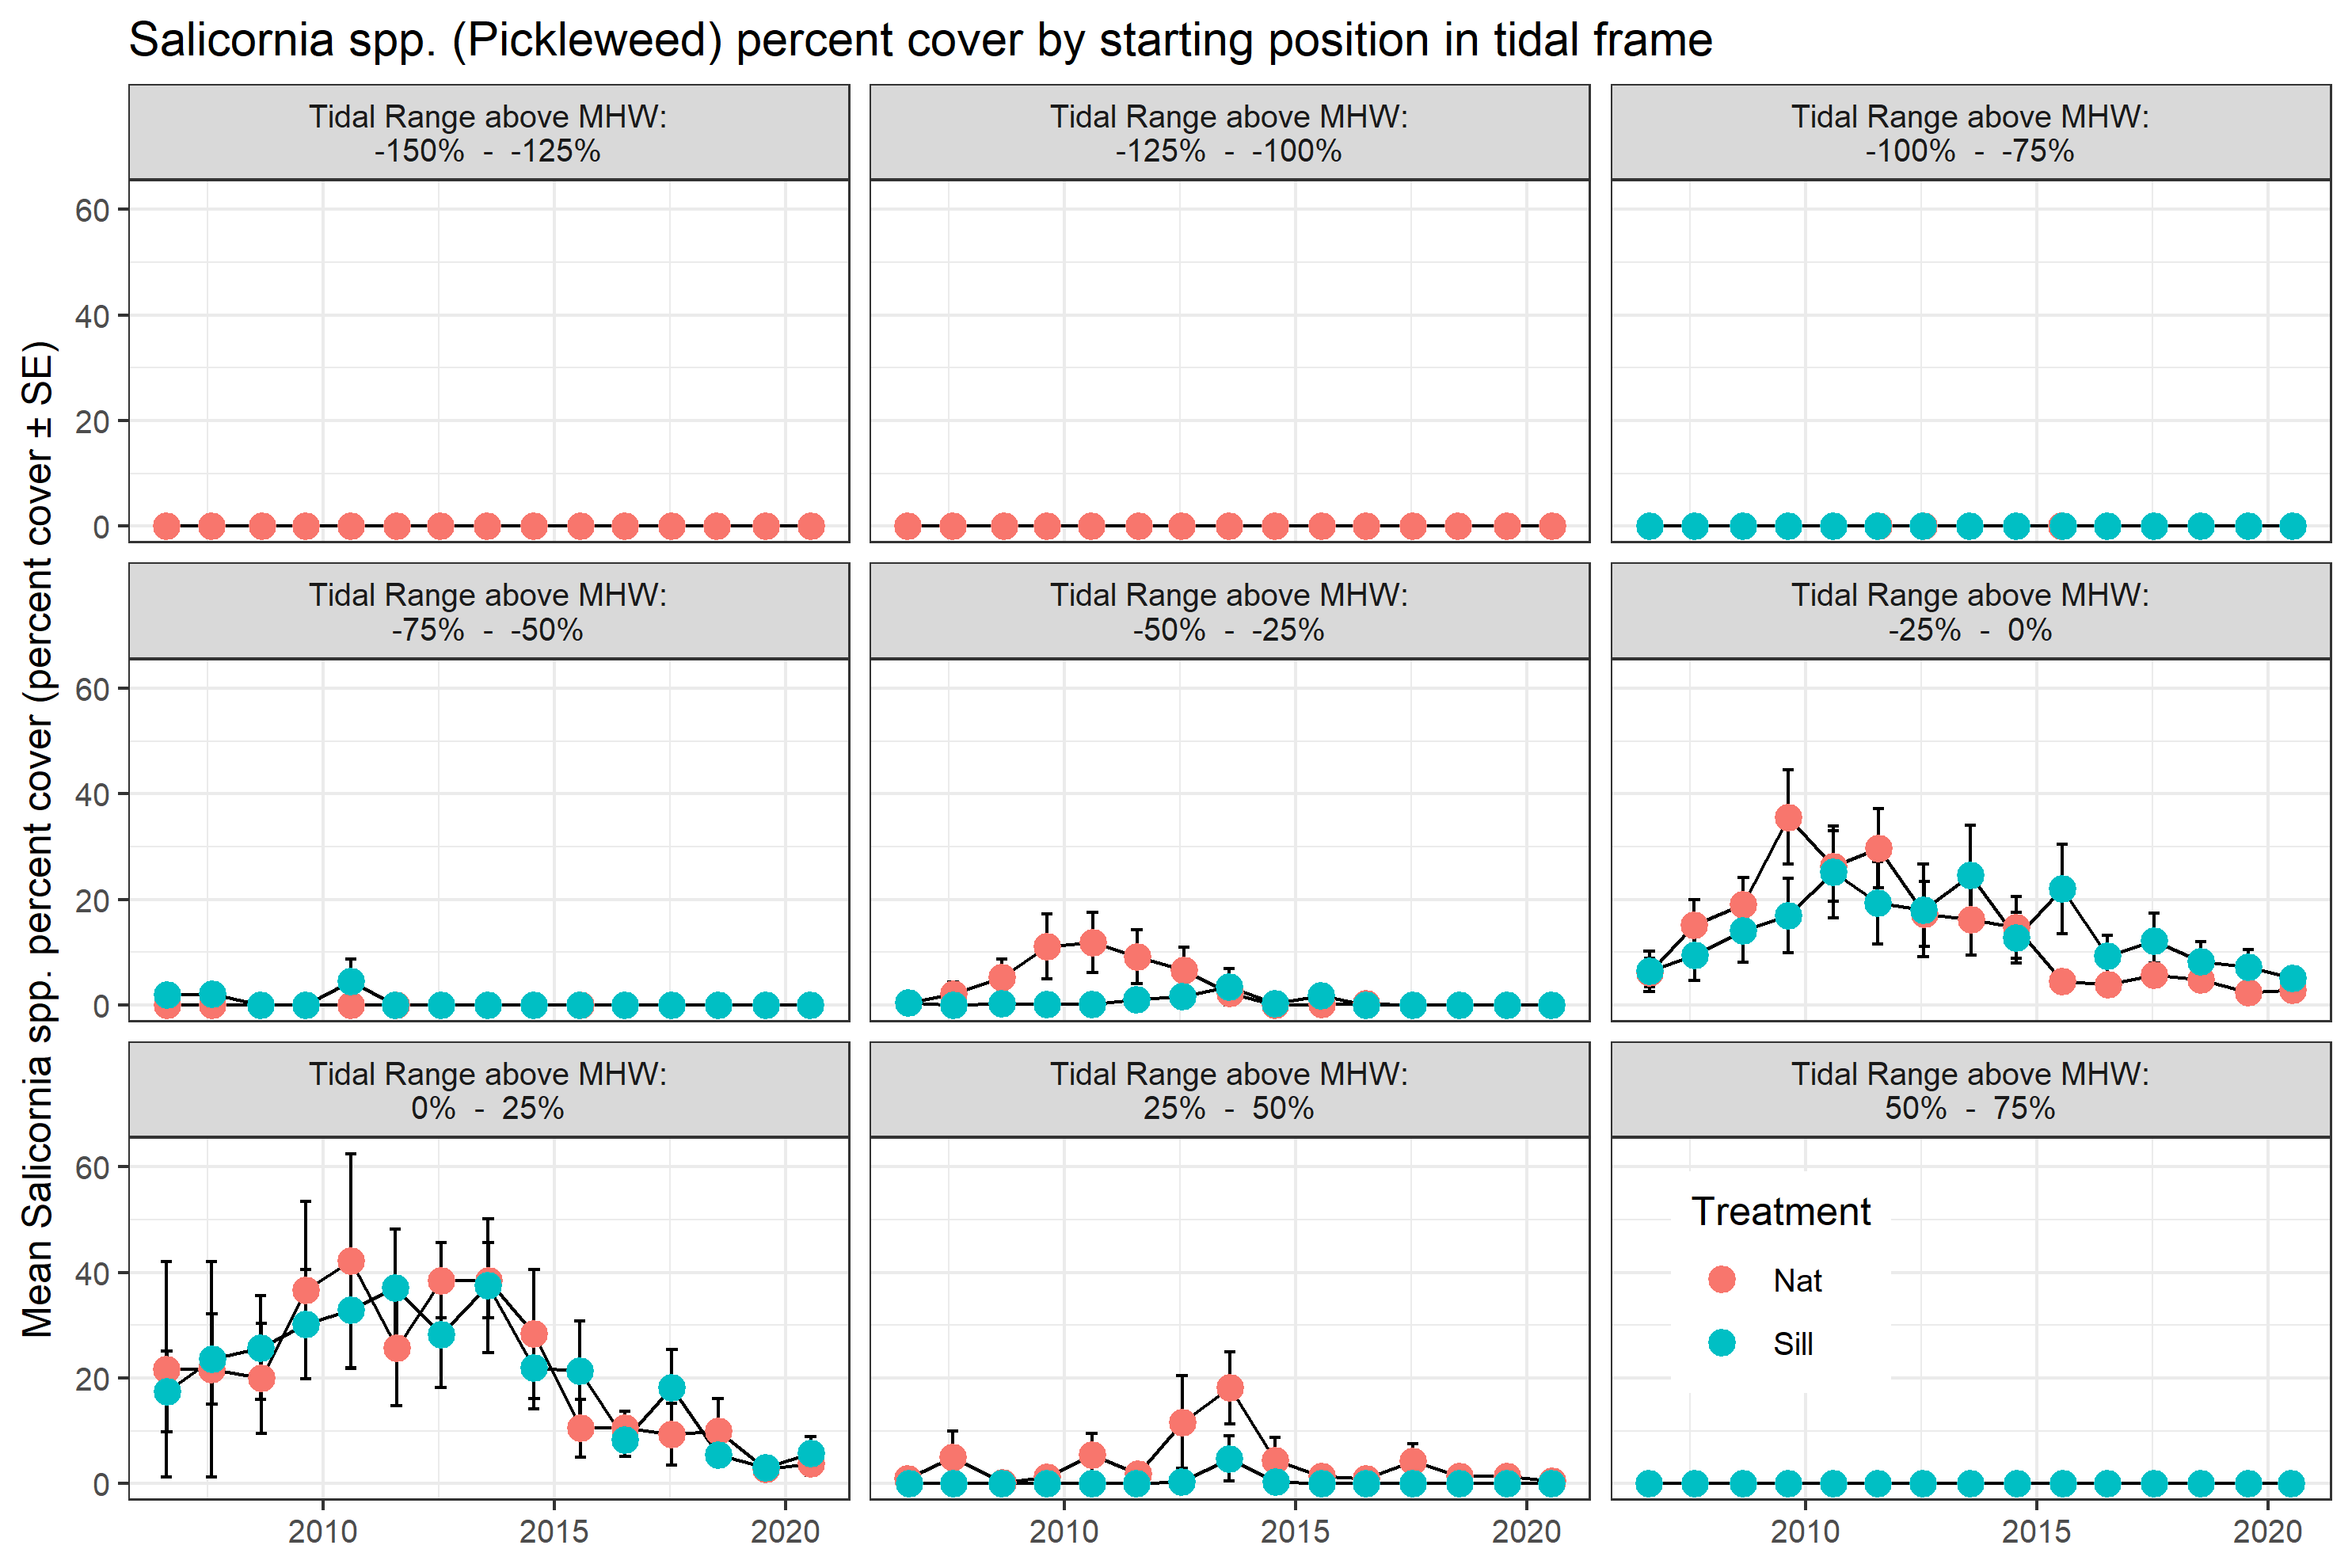 Salicornia spp. (Pickleweed) percent cover by starting position in tidal frame
Mean Salicornia spp. percent cover (percent cover ± SE)
Tidal Range above MHW:
-150% - -125%
Tidal Range above MHW:
-125% - -100%
Tidal Range above MHW:
-100% - -75%
60
40
20
0
Tidal Range above MHW:
-75% - -50%
Tidal Range above MHW:
-50% - -25%
Tidal Range above MHW:
-25% - 0%
60
40
20
0
Tidal Range above MHW:
0% - 25%
Tidal Range above MHW:
25% - 50%
Tidal Range above MHW:
50% - 75%
60
40
20
0
Treatment
Nat
Sill
2010 2015 2020
2010 2015 2020
2010 2015 2020